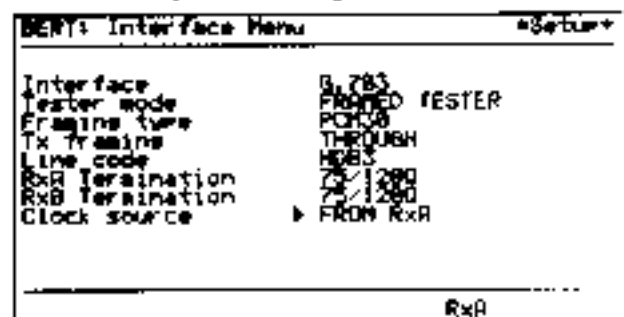 BERT: Interface Menu *Setup*
Interface G.703
Tester mode FRAMED TESTER
Framing type PCM30
Tx framing THROUGH
Line code HDB3
RxA Termination 75/120Ω
RxB Termination 75/120Ω
Clock source ▶ FROM RxA
RxA